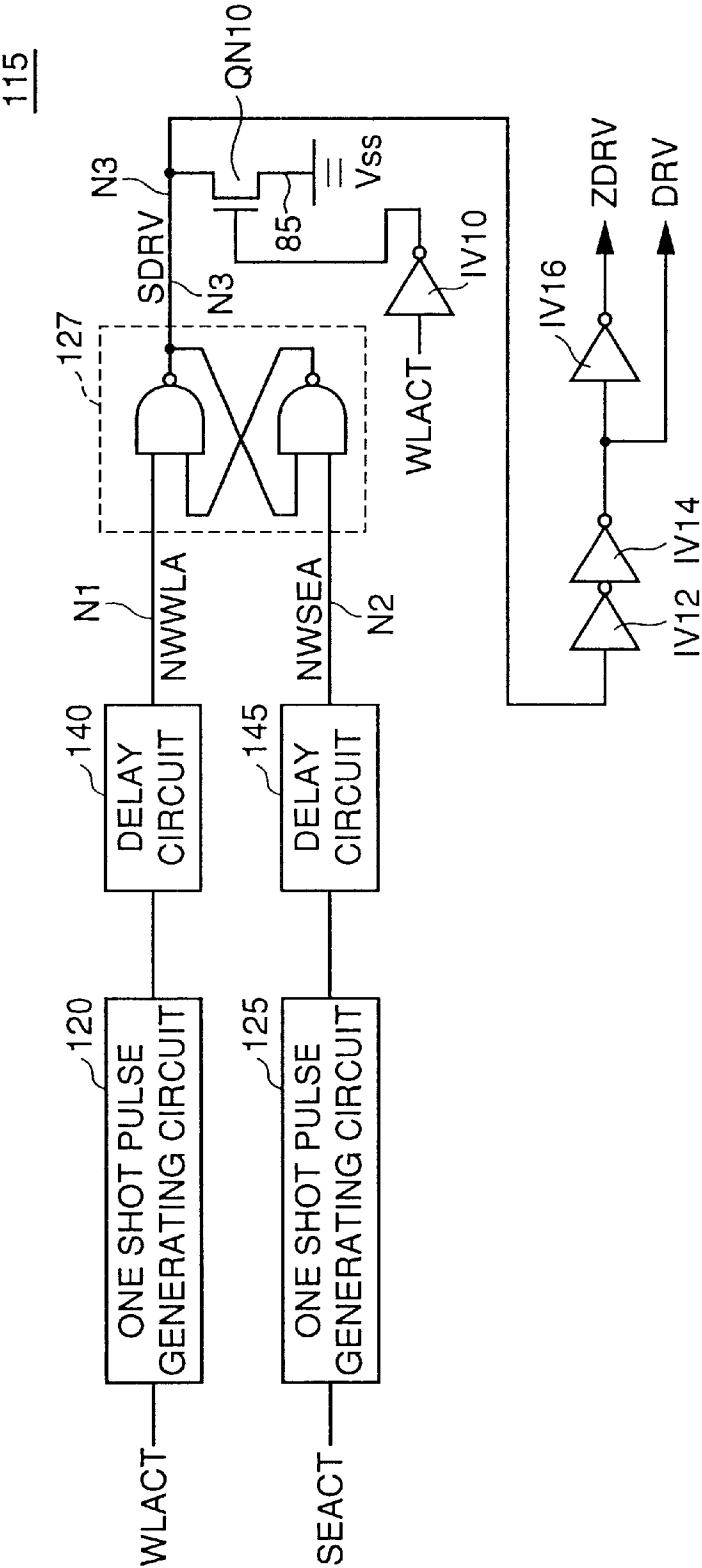 115
WLACT
ONE SHOT PULSE
GENERATING CIRCUIT
120
DELAY
CIRCUIT
140
N1
NWWLA
127
SDRV
N3
N3
QN10
85
Vss
SEACT
ONE SHOT PULSE
GENERATING CIRCUIT
125
DELAY
CIRCUIT
145
NWSEA
N2
WLACT
IV10
IV12
IV14
IV16
ZDRV
DRV